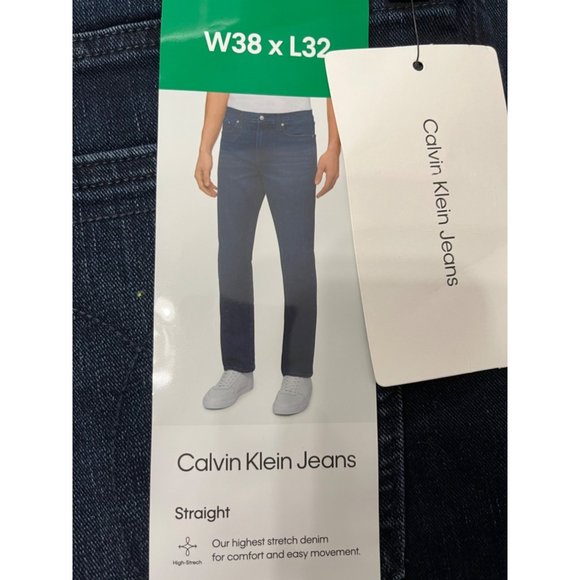 W38 x L32
Calvin Klein Jeans
Calvin Klein Jeans
Straight
High-Strech
Our highest stretch denim
for comfort and easy movement.